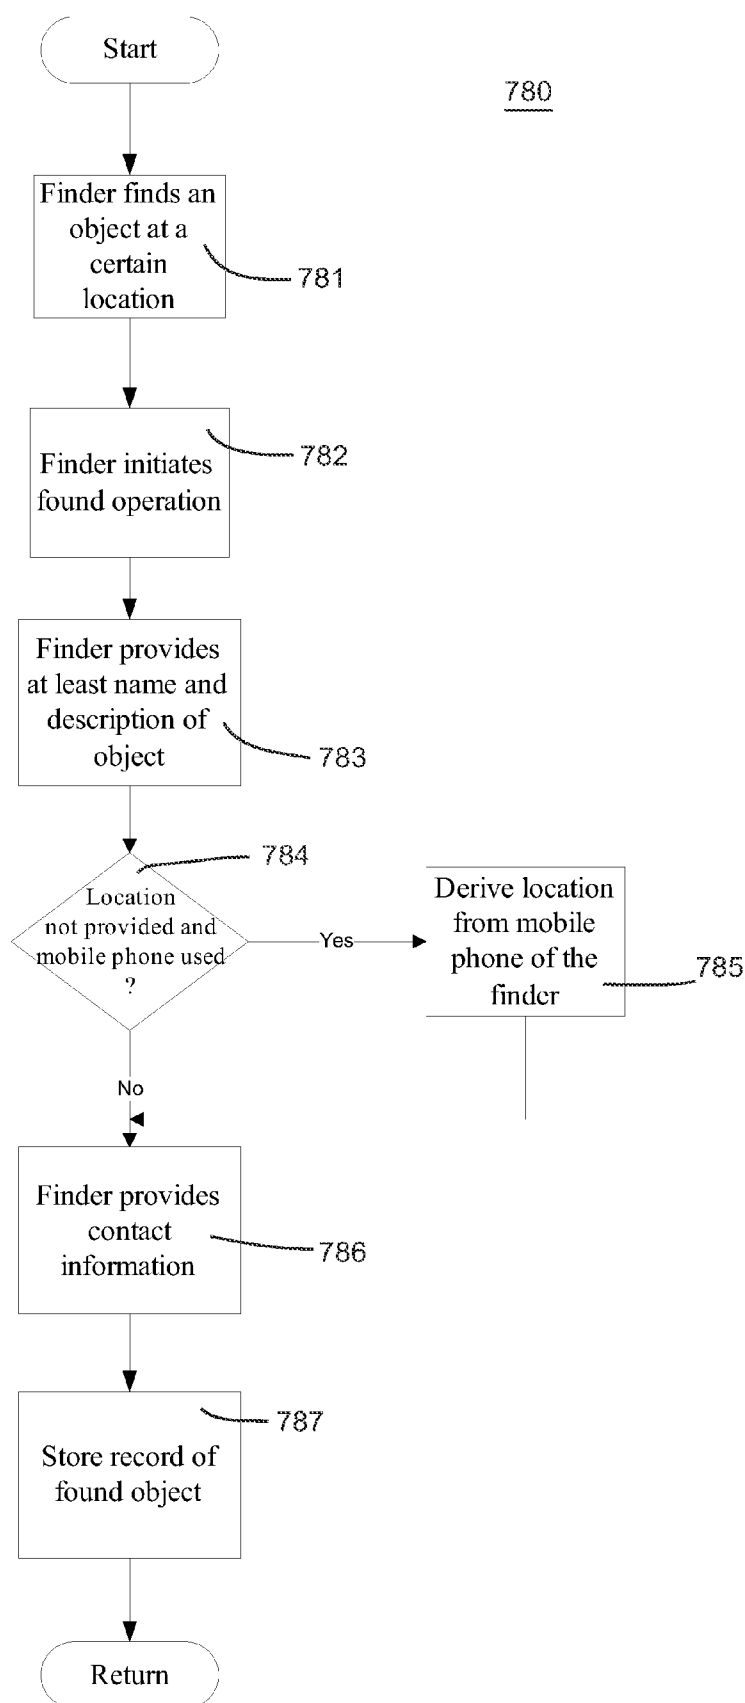 Start
780
Finder finds an
object at a
certain
location
781
782
Finder initiates
found operation
Finder provides
at least name and
description of
object
783
784
Location
not provided and
mobile phone used
?
Yes
Derive location
from mobile
phone of the
finder
785
No
Finder provides
contact
information
786
787
Store record of
found object
Return